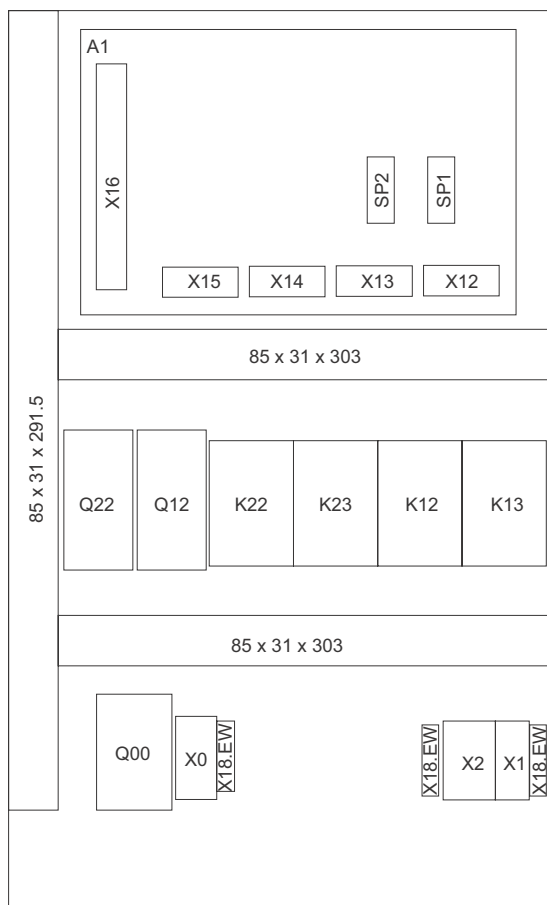 A1
X16
SP2
SP1
X15
X14
X13
X12
85 x 31 x 303
85 x 31 x 291.5
Q22
Q12
K22
K23
K12
K13
85 x 31 x 303
Q00
X0
X18.EW
X18.EW
X2
X1
X18.EW